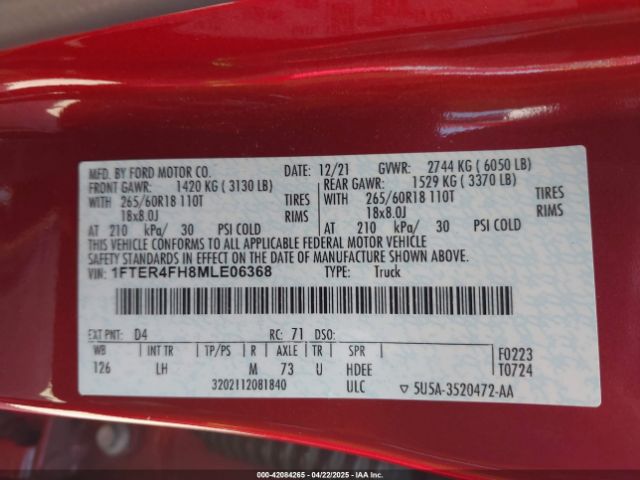 MFD. BY FORD MOTOR CO. DATE: 12/21 GVWR: 2744 KG ( 6050 LB)
FRONT GAWR: 1420 KG ( 3130 LB) REAR GAWR: 1529 KG ( 3370 LB)
WITH 265/60R18 110T TIRES WITH 265/60R18 110T TIRES
18x8.0J RIMS 18x8.0J RIMS
AT 210 kPa/ 30 PSI COLD AT 210 kPa/ 30 PSI COLD
THIS VEHICLE CONFORMS TO ALL APPLICABLE FEDERAL MOTOR VEHICLE
SAFETY STANDARDS IN EFFECT ON THE DATE OF MANUFACTURE SHOWN ABOVE.
VIN: 1FTER4FH8MLE06368 TYPE: Truck
EXT PNT: D4 RC: 71 DSO:
WB INT TR TP/PS R AXLE TR SPR F0223
126 LH M 73 U HDEE T0724
3202112081840 ULC ▽ 5U5A-3520472-AA
000-42084265 - 04/22/2025 - IAA Inc.